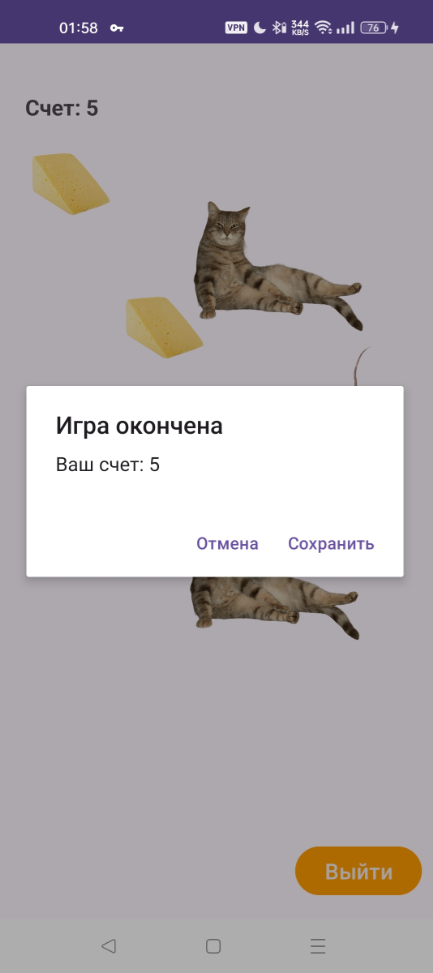 01:58 VPN 344 KB/S 76
Счет: 5
Игра окончена
Ваш счет: 5
Отмена Сохранить
Выйти